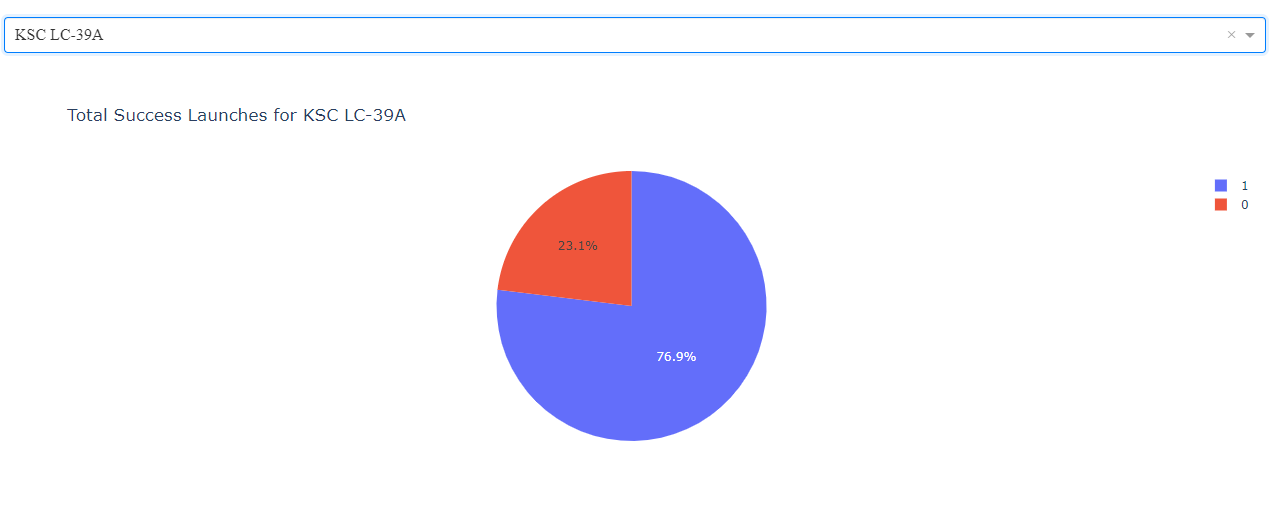 KSC LC-39A
Total Success Launches for KSC LC-39A
1
0
23.1%
76.9%